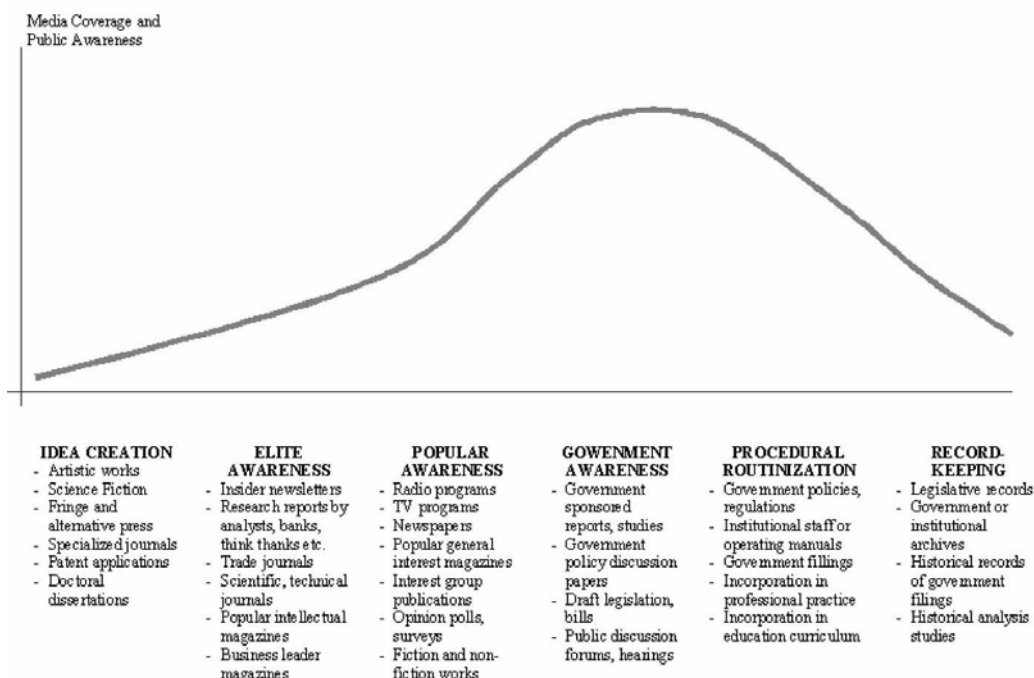 Media Coverage and
Public Awareness
IDEA CREATION
- Artistic works
- Science Fiction
- Fringe and
alternative press
- Specialized journals
- Patent applications
- Doctoral
dissertations
ELITE
AWARENESS
- Insider newsletters
- Research reports by
analysts, banks,
think thanks etc.
- Trade journals
- Scientific, technical
journals
- Popular intellectual
magazines
- Business leader
magazines
POPULAR
AWARENESS
- Radio programs
- TV programs
- Newspapers
- Popular general
interest magazines
- Interest group
publications
- Opinion polls,
surveys
- Fiction and non-
fiction works
GOWENMENT
AWARENESS
- Government
sponsored
reports, studies
- Government
policy discussion
papers
- Draft legislation,
bills
- Public discussion
forums, hearings
PROCEDURAL
ROUTINIZATION
- Government policies,
regulations
- Institutional staff or
operating manuals
- Government fillings
- Incorporation in
professional practice
- Incorporation in
education curriculum
RECORD-
KEEPING
- Legislative records
- Government or
institutional
archives
- Historical records
of government
filings
- Historical analysis
studies